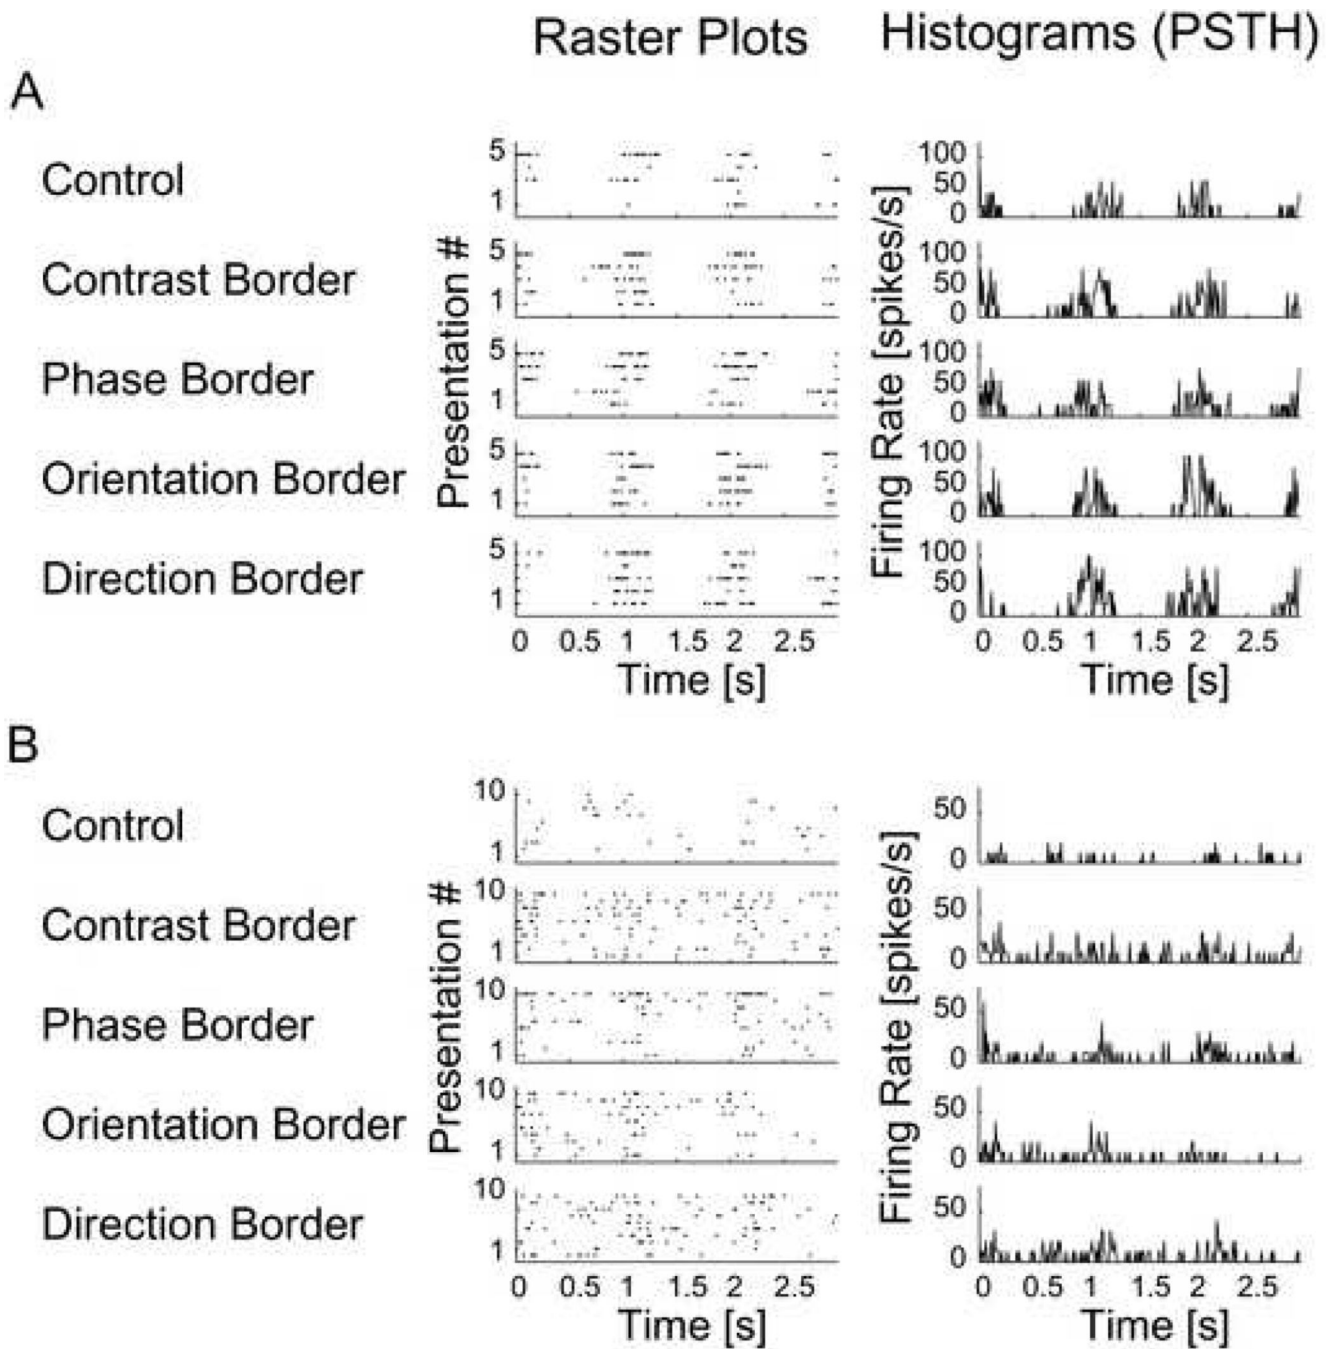 Raster Plots
Histograms (PSTH)
A
Control
Contrast Border
Phase Border
Orientation Border
Direction Border
Presentation #
5
1
5
1
5
1
5
1
5
1
0 0.5 1 1.5 2 2.5
Time [s]
Firing Rate [spikes/s]
100
50
0
100
50
0
100
50
0
100
50
0
100
50
0
0 0.5 1 1.5 2 2.5
Time [s]
B
Control
Contrast Border
Phase Border
Orientation Border
Direction Border
Presentation #
10
1
10
1
10
1
10
1
10
1
0 0.5 1 1.5 2 2.5
Time [s]
Firing Rate [spikes/s]
50
0
50
0
50
0
50
0
50
0
0 0.5 1 1.5 2 2.5
Time [s]